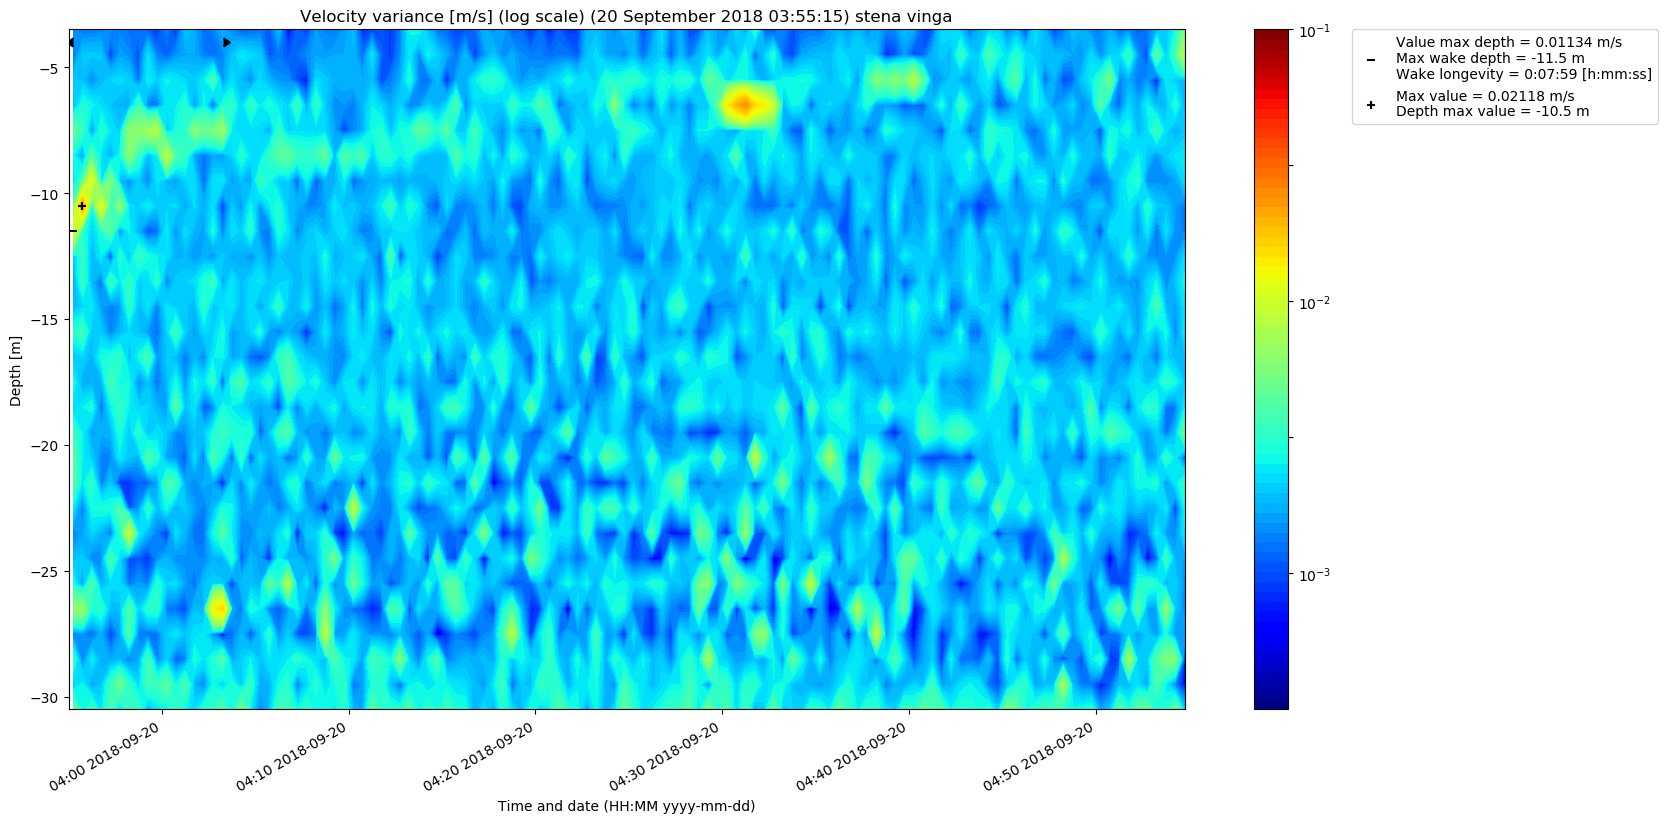 Velocity variance [m/s] (log scale) (20 September 2018 03:55:15) stena vinga
Depth [m]
−5
−10
−15
−20
−25
−30
04:00 2018-09-20
04:10 2018-09-20
04:20 2018-09-20
04:30 2018-09-20
04:40 2018-09-20
04:50 2018-09-20
Time and date (HH:MM yyyy-mm-dd)
10⁻¹
10⁻²
10⁻³
Value max depth = 0.01134 m/s
Max wake depth = -11.5 m
Wake longevity = 0:07:59 [h:mm:ss]
Max value = 0.02118 m/s
Depth max value = -10.5 m